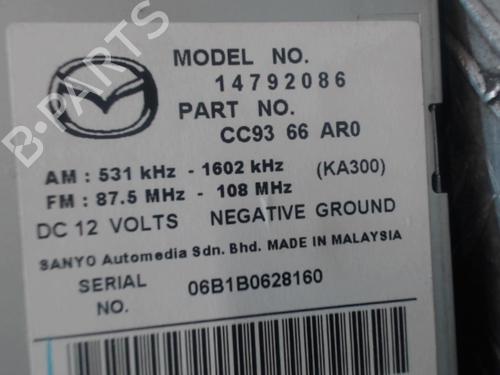 MODEL NO.
14792086
PART NO.
CC93 66 AR0
AM : 531 kHz - 1602 kHz (KA300)
FM : 87.5 MHz - 108 MHz
DC 12 VOLTS NEGATIVE GROUND
SANYO Automedia Sdn. Bhd. MADE IN MALAYSIA
SERIAL NO. 06B1B0628160
B-PARTS